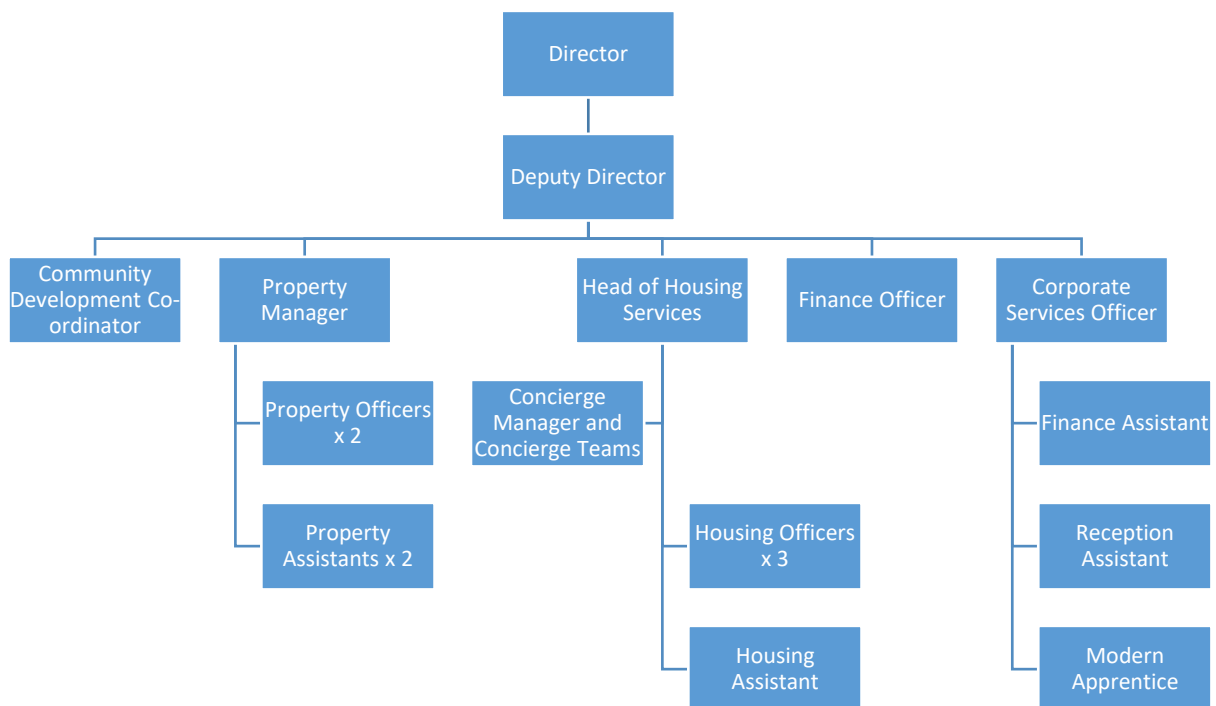 Director
Deputy Director
Community
Development Co-
ordinator
Property
Manager
Head of Housing
Services
Finance Officer
Corporate
Services Officer
Property Officers
x 2
Concierge
Manager and
Concierge Teams
Finance Assistant
Property
Assistants x 2
Housing Officers
x 3
Reception
Assistant
Housing
Assistant
Modern
Apprentice